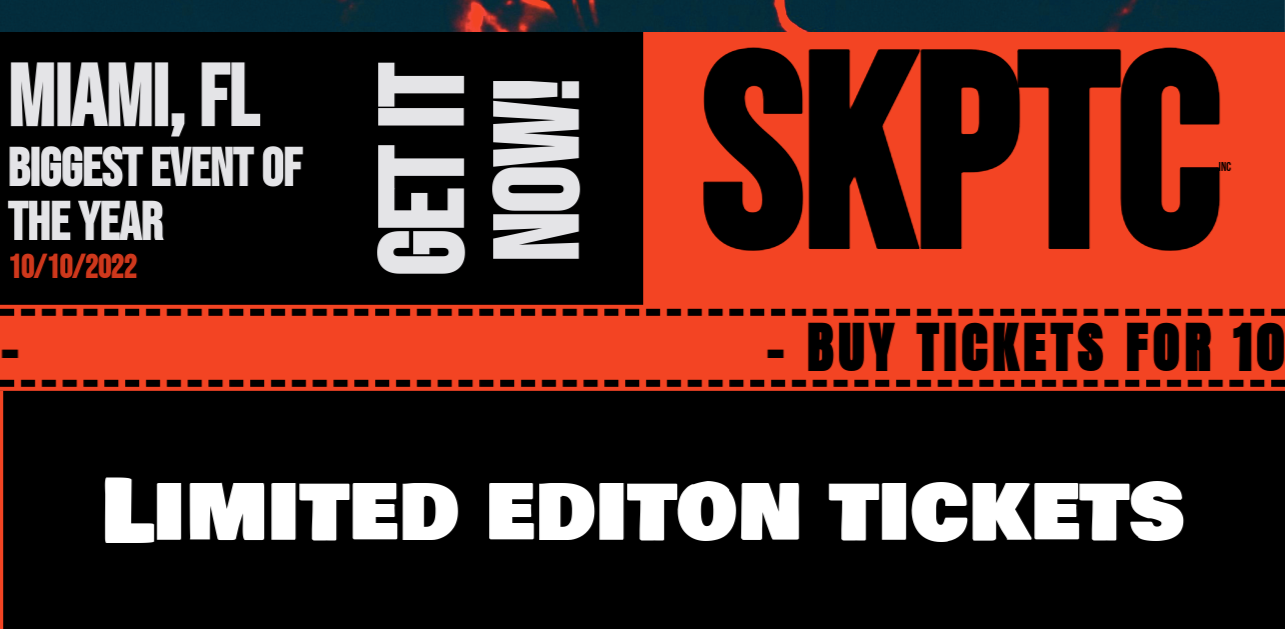 MIAMI, FL
BIGGEST EVENT OF
THE YEAR
10/10/2022
GET IT
NOW!
SKPTC
INC
-
- BUY TICKETS FOR 10
LIMITED EDITON TICKETS